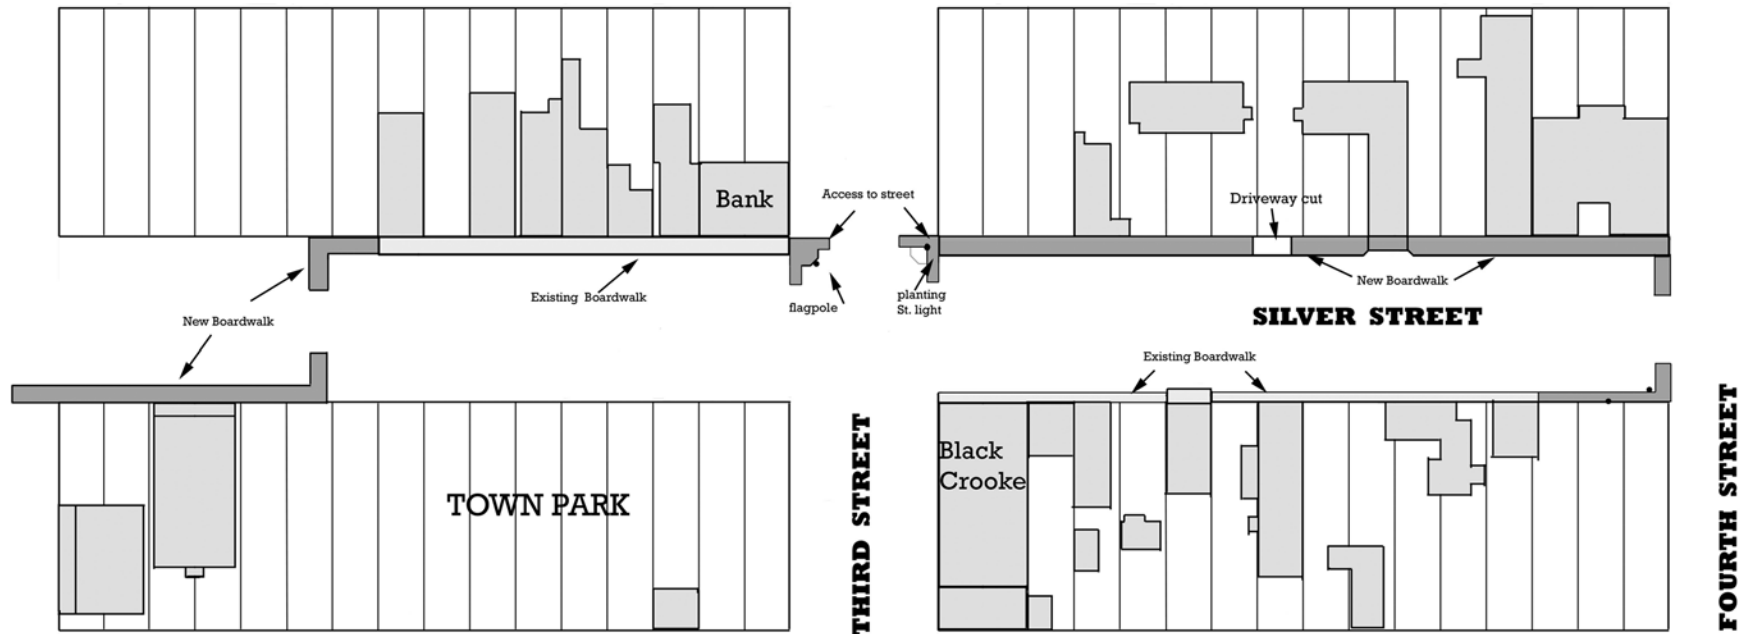 Bank
Access to street
Driveway cut
Existing Boardwalk
flagpole
planting
St. light
New Boardwalk
New Boardwalk
SILVER STREET
Existing Boardwalk
Black
Crooke
TOWN PARK
THIRD STREET
FOURTH STREET